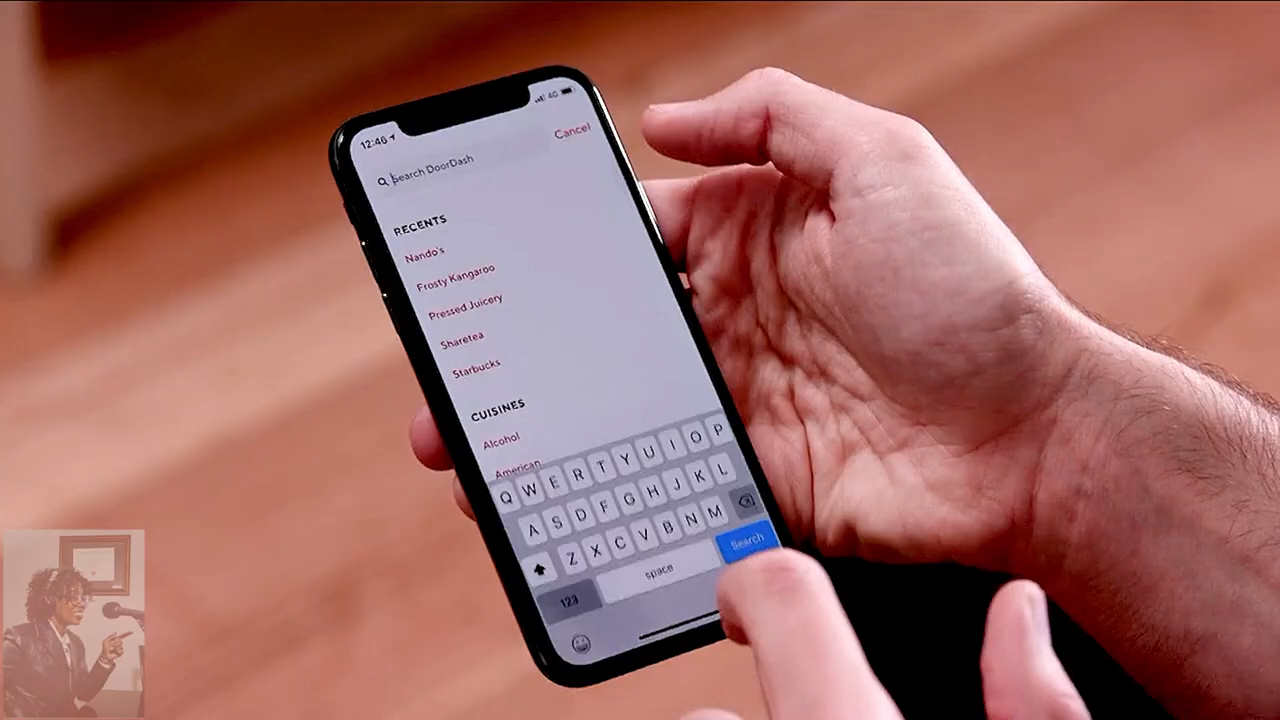 12:46
4G
Search DoorDash
Cancel
RECENTS
Nando's
Frosty Kangaroo
Pressed Juicery
Sharetea
Starbucks
CUISINES
Alcohol
American
Q W E R T Y U I O P
A S D F G H J K L
Z X C V B N M
123
space
Search